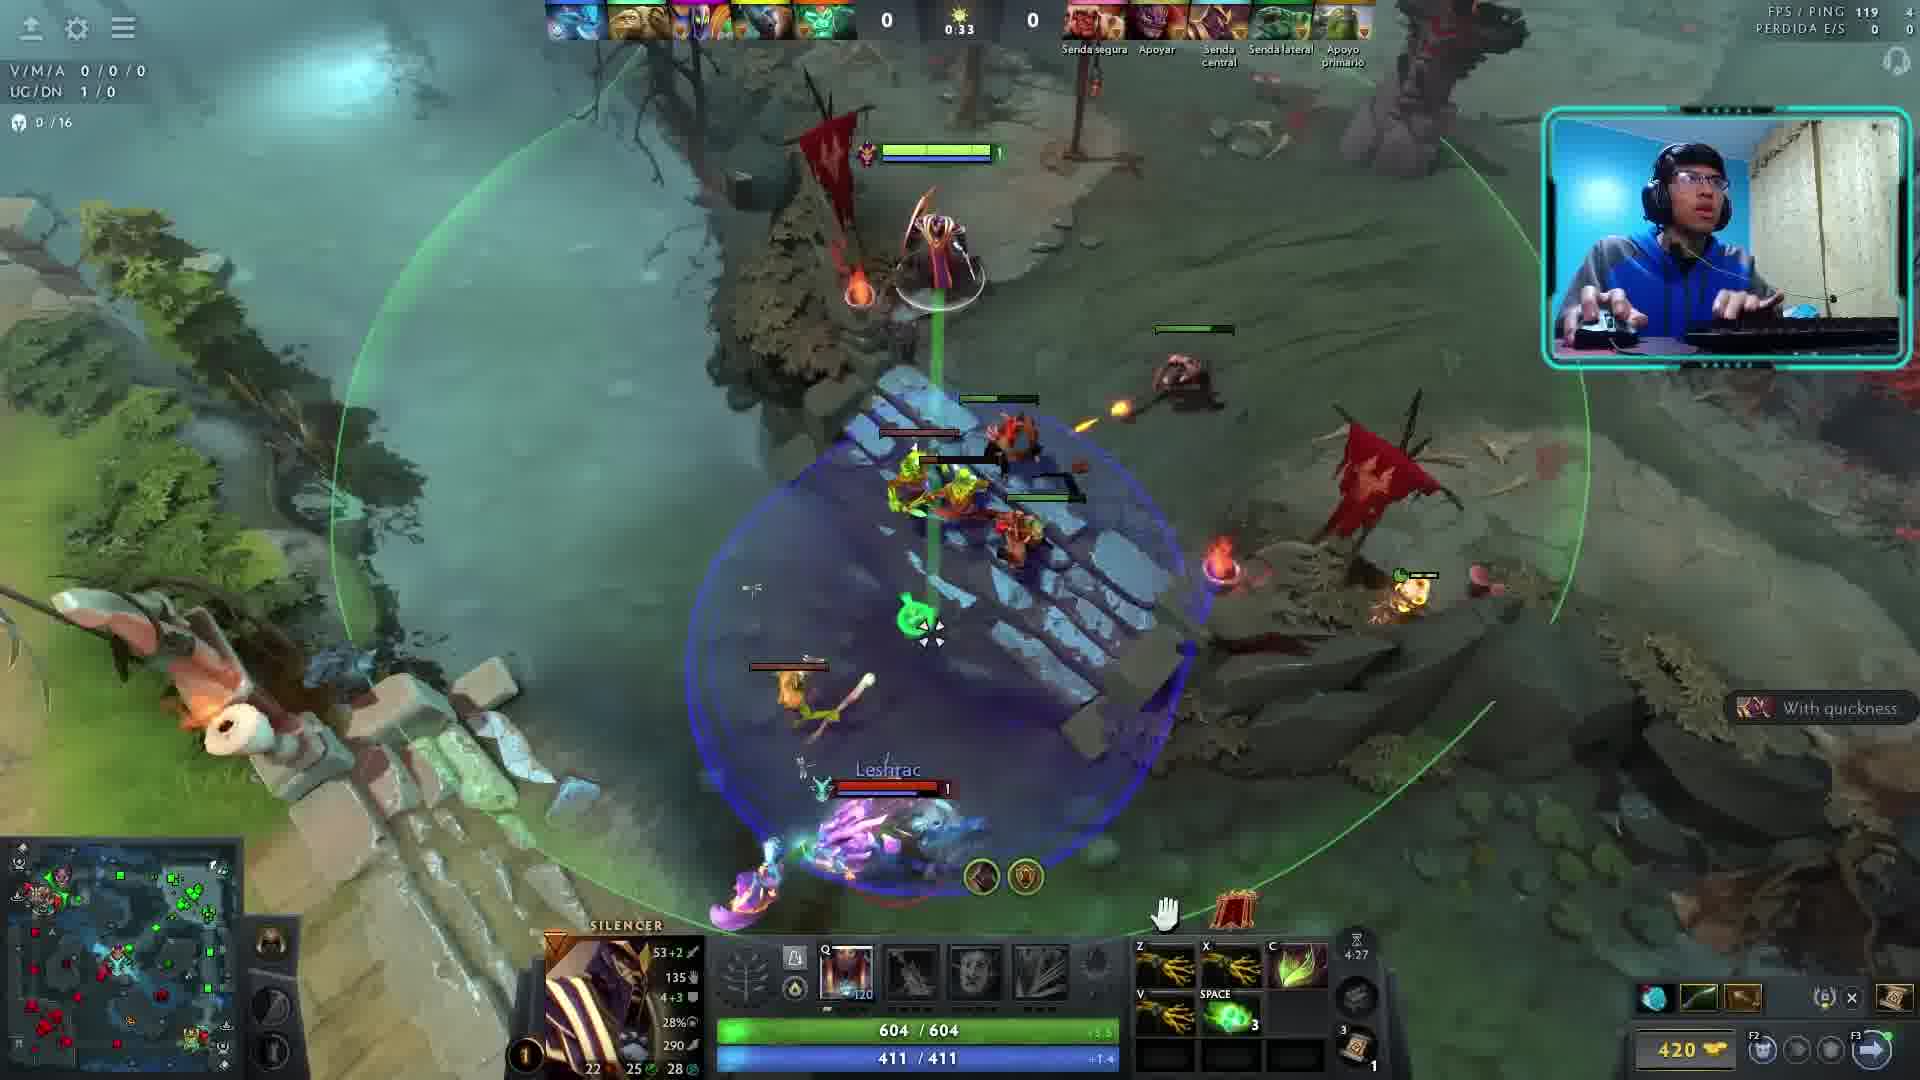 0
0:33
0
Senda segura
Apoyar
Senda central
Senda lateral
Apoyo primario
FPS / PING 119 4
PERDIDA E/S 0 0
V/M/A 0 / 0 / 0
UG/DN 1 / 0
0 / 16
1
With quickness
Leshrac
1
SILENCER
53 +2
135
4 +3
28%
290
22 25 28
1
Q
120
604 / 604
+3.5
411 / 411
+1.4
Z
X
C
V
SPACE
3
4:27
3
1
420
F2
F3